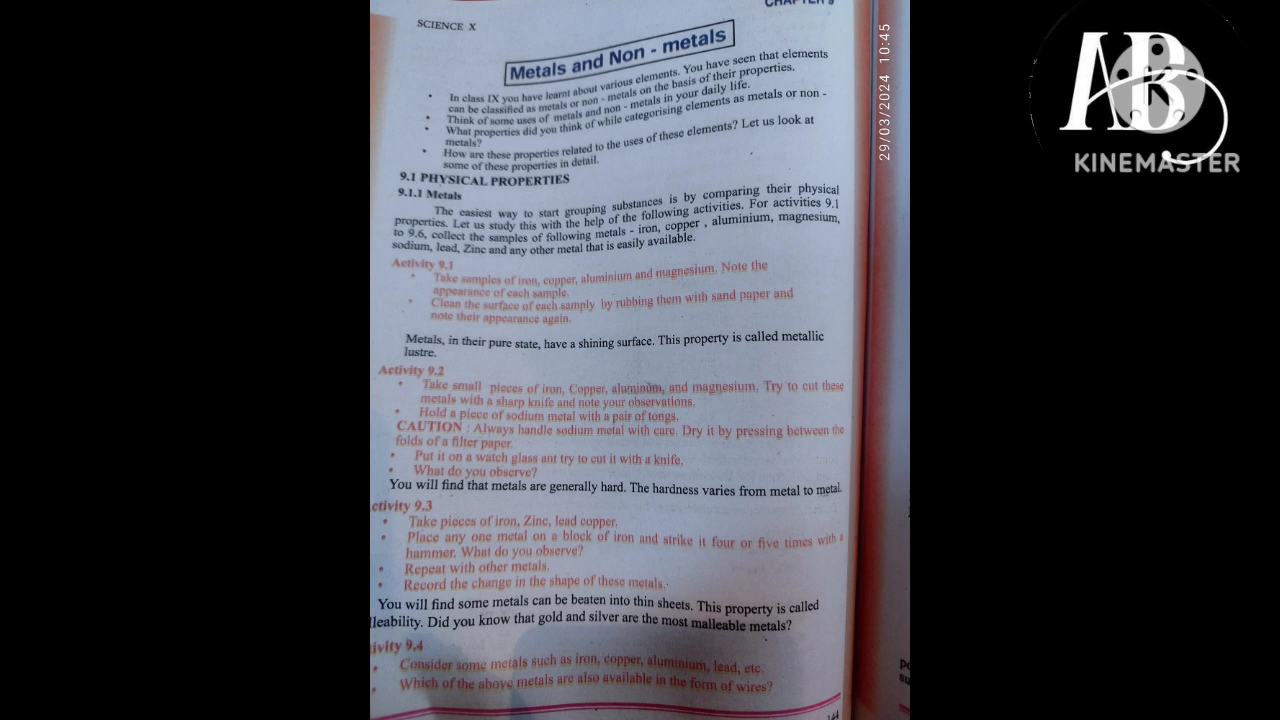 SCIENCE X
CHAPTER 9
Metals and Non - metals
• In class IX you have learnt about various elements. You have seen that elements
can be classified as metals or non - metals on the basis of their properties.
• Think of some uses of metals and non - metals in your daily life.
• What properties did you think of while categorising elements as metals or non -
metals?
• How are these properties related to the uses of these elements? Let us look at
some of these properties in detail.
9.1 PHYSICAL PROPERTIES
9.1.1 Metals
The easiest way to start grouping substances is by comparing their physical
properties. Let us study this with the help of the following activities. For activities 9.1
to 9.6, collect the samples of following metals - iron, copper , aluminium, magnesium,
sodium, lead, Zinc and any other metal that is easily available.
Activity 9.1
• Take samples of iron, copper, aluminium and magnesium. Note the
appearance of each sample.
• Clean the surface of each samply by rubbing them with sand paper and
note their appearance again.
Metals, in their pure state, have a shining surface. This property is called metallic
lustre.
Activity 9.2
• Take small pieces of iron, Copper, aluminum, and magnesium. Try to cut these
metals with a sharp knife and note your observations.
• Hold a piece of sodium metal with a pair of tongs.
CAUTION : Always handle sodium metal with care. Dry it by pressing between the
folds of a filter paper.
• Put it on a watch glass ant try to cut it with a knife.
• What do you observe?
You will find that metals are generally hard. The hardness varies from metal to metal.
ctivity 9.3
• Take pieces of iron, Zinc, lead copper.
• Place any one metal on a block of iron and strike it four or five times with a
hammer. What do you observe?
• Repeat with other metals.
• Record the change in the shape of these metals.
You will find some metals can be beaten into thin sheets. This property is called
lleability. Did you know that gold and silver are the most malleable metals?
ivity 9.4
• Consider some metals such as iron, copper, aluminium, lead, etc.
• Which of the above metals are also available in the form of wires?
29/03/2024 10:45
KINEMASTER